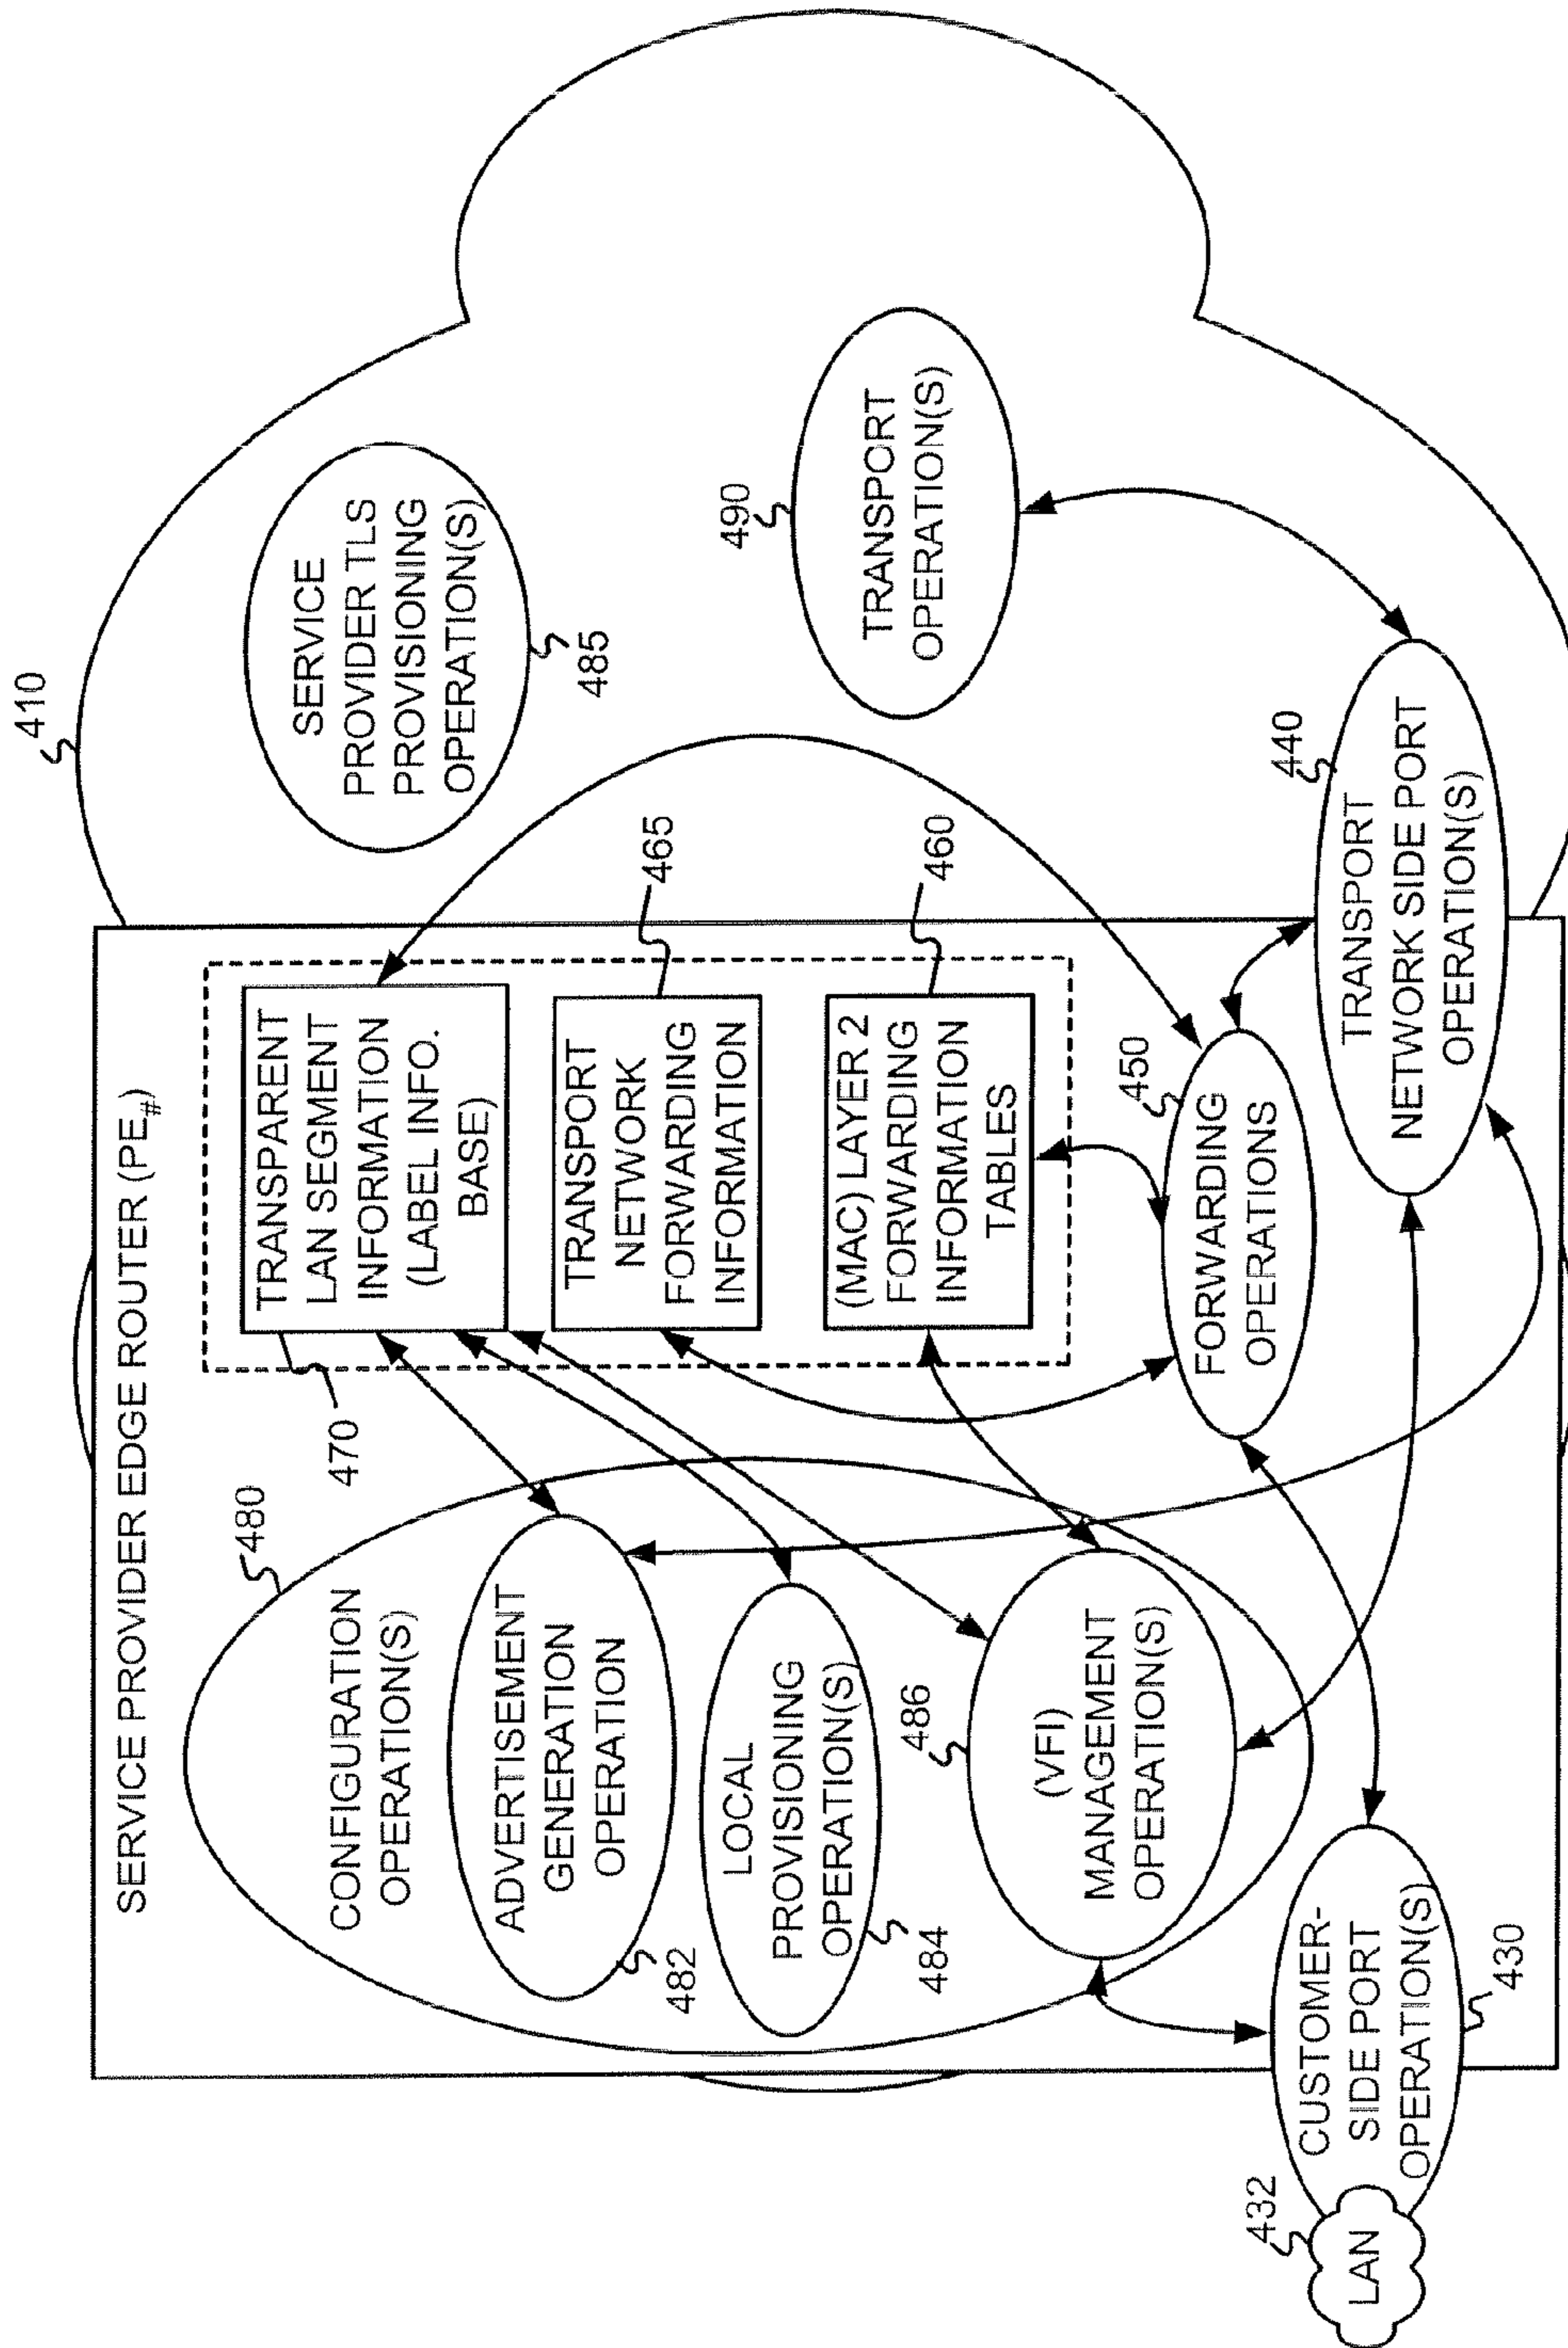 410
SERVICE PROVIDER EDGE ROUTER (PE#)
480
CONFIGURATION
OPERATION(S)
ADVERTISEMENT
GENERATION
OPERATION
482
LOCAL
PROVISIONING
OPERATION(S)
484
486
(VFI)
MANAGEMENT
OPERATION(S)
470
TRANSPARENT
LAN SEGMENT
INFORMATION
(LABEL INFO.
BASE)
465
TRANSPORT
NETWORK
FORWARDING
INFORMATION
460
(MAC) LAYER 2
FORWARDING
INFORMATION
TABLES
450
FORWARDING
OPERATIONS
SERVICE
PROVIDER TLS
PROVISIONING
OPERATION(S)
485
490
TRANSPORT
OPERATION(S)
440
TRANSPORT
NETWORK SIDE PORT
OPERATION(S)
432
LAN
CUSTOMER-
SIDE PORT
OPERATION(S)
430